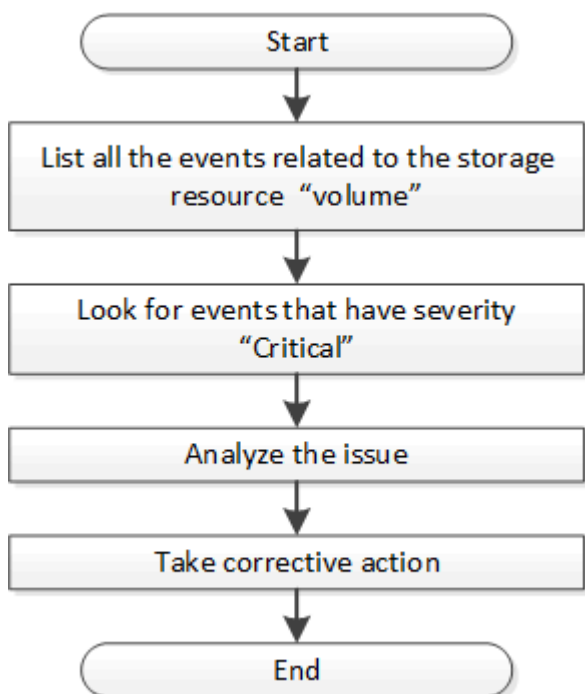 Start
List all the events related to the storage
resource “volume”
Look for events that have severity
“Critical”
Analyze the issue
Take corrective action
End